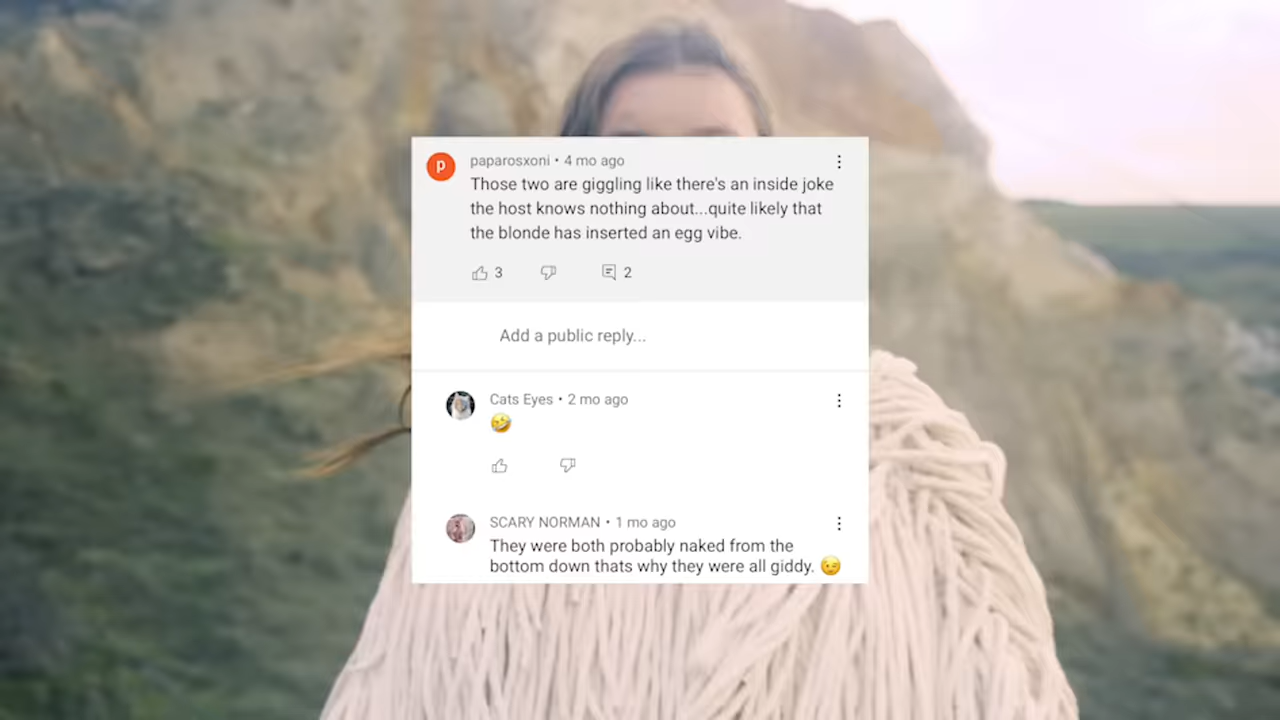 p
paparosxoni • 4 mo ago
Those two are giggling like there's an inside joke
the host knows nothing about...quite likely that
the blonde has inserted an egg vibe.
3
2
Add a public reply...
Cats Eyes • 2 mo ago
🤣
SCARY NORMAN • 1 mo ago
They were both probably naked from the
bottom down thats why they were all giddy. 😉